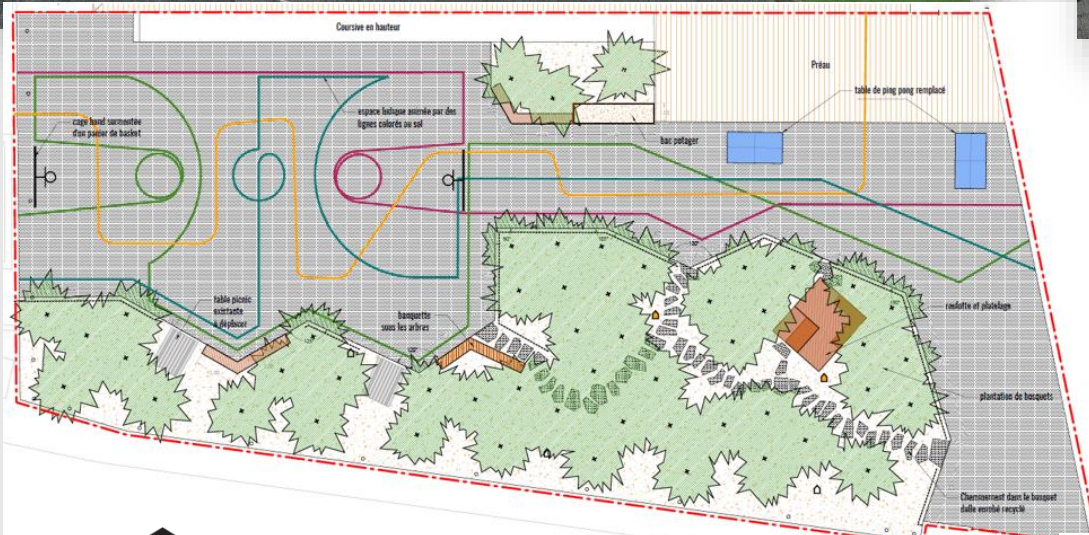 Coursive en hauteur
Préau
table de ping pong remplacé
cage hand surmontée
d'un panier de basket
espace ludique animée par des
lignes colorés au sol
bac potager
table picnic
existante
à déplacer
banquette
sous les arbres
roulotte et platelage
plantation de bosquets
Cheminement dans le bosquet
dalle enrobé recyclé